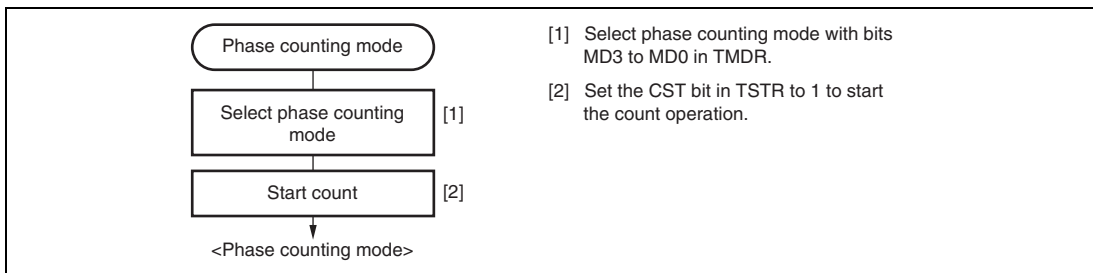 Phase counting mode
Select phase counting
mode
[1]
Start count
[2]
<Phase counting mode>
[1] Select phase counting mode with bits
MD3 to MD0 in TMDR.
[2] Set the CST bit in TSTR to 1 to start
the count operation.